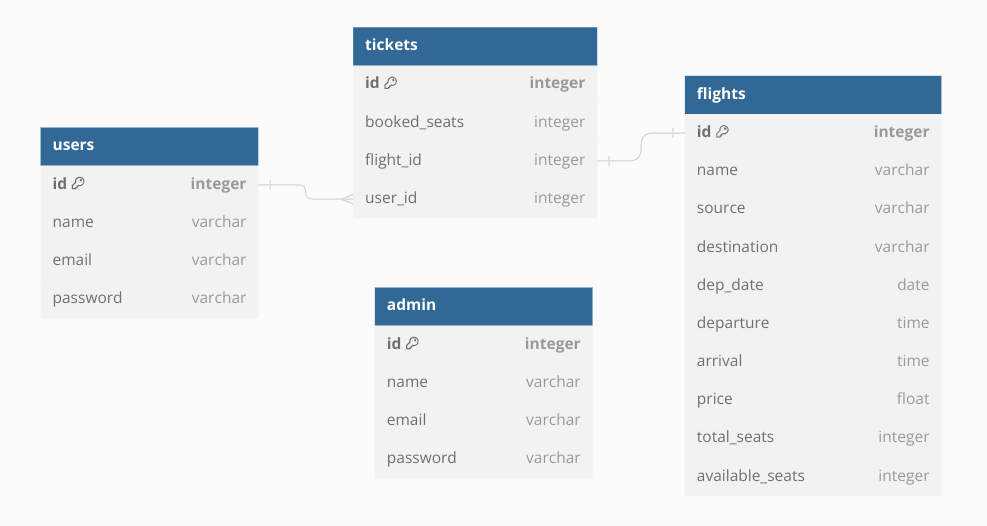 users
id integer
name varchar
email varchar
password varchar
tickets
id integer
booked_seats integer
flight_id integer
user_id integer
admin
id integer
name varchar
email varchar
password varchar
flights
id integer
name varchar
source varchar
destination varchar
dep_date date
departure time
arrival time
price float
total_seats integer
available_seats integer